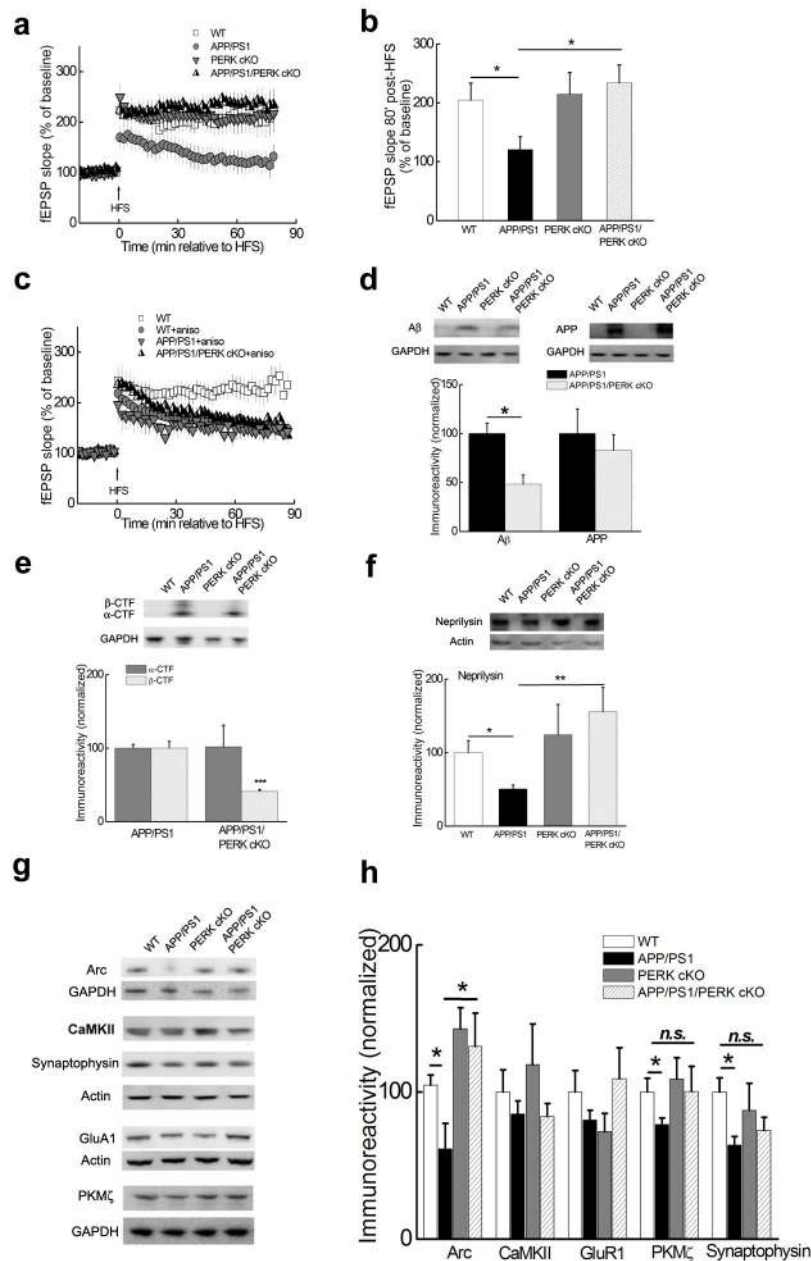 a
WT
APP/PS1
PERK cKO
APP/PS1/PERK cKO
fEPSP slope (% of baseline)
300
200
100
0
HFS
0 30 60 90
Time (min relative to HFS)
b
fEPSP slope 80' post-HFS
(% of baseline)
300
200
100
0
*
*
WT
APP/PS1
PERK cKO
APP/PS1/
PERK cKO
c
WT
WT+aniso
APP/PS1+aniso
APP/PS1/PERK cKO+aniso
fEPSP slope (% of baseline)
300
200
100
0
HFS
0 30 60 90
Time (min relative to HFS)
d
WT
APP/PS1
PERK cKO
APP/PS1
PERK cKO
Aβ
GAPDH
WT
APP/PS1
PERK cKO
APP/PS1
PERK cKO
APP
GAPDH
APP/PS1
APP/PS1/PERK cKO
Immunoreactivity (normalized)
200
150
100
50
0
*
Aβ
APP
e
WT
APP/PS1
PERK cKO
APP/PS1
PERK cKO
β-CTF
α-CTF
GAPDH
Immunoreactivity (normalized)
200
100
0
α-CTF
β-CTF
***
APP/PS1
APP/PS1/
PERK cKO
f
WT
APP/PS1
PERK cKO
APP/PS1
PERK cKO
Neprilysin
Actin
Immunoreactivity (normalized)
200
100
0
Neprilysin
*
**
WT
APP/PS1
PERK cKO
APP/PS1/
PERK cKO
g
WT
APP/PS1
PERK cKO
APP/PS1
PERK cKO
Arc
GAPDH
CaMKII
Synaptophysin
Actin
GluA1
Actin
PKMζ
GAPDH
h
WT
APP/PS1
PERK cKO
APP/PS1/PERK cKO
Immunoreactivity (normalized)
200
100
0
*
*
n.s.
*
n.s.
*
Arc
CaMKII
GluR1
PKMζ
Synaptophysin